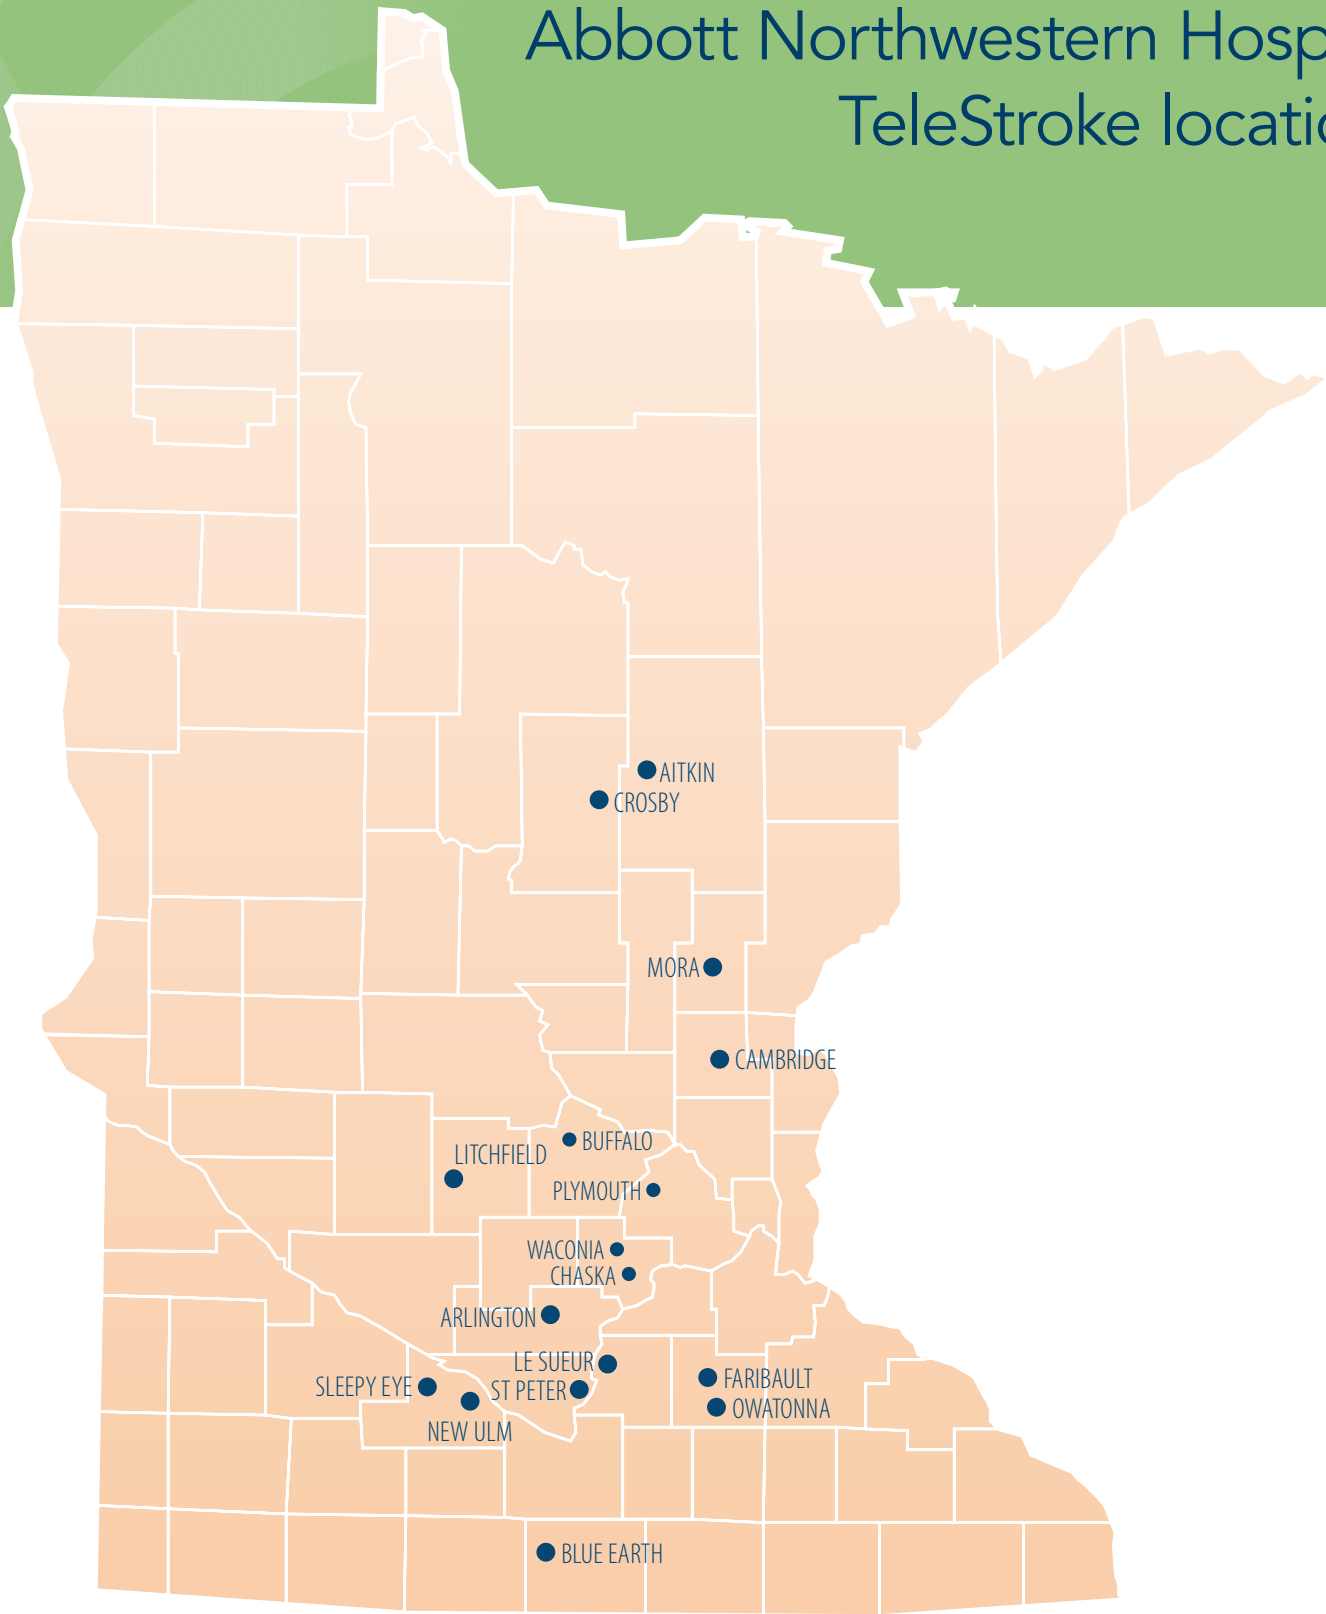 Abbott Northwestern Hosp
TeleStroke locatio
AITKIN
CROSBY
MORA
CAMBRIDGE
BUFFALO
LITCHFIELD
PLYMOUTH
WACONIA
CHASKA
ARLINGTON
LE SUEUR
FARIBAULT
SLEEPY EYE
ST PETER
OWATONNA
NEW ULM
BLUE EARTH